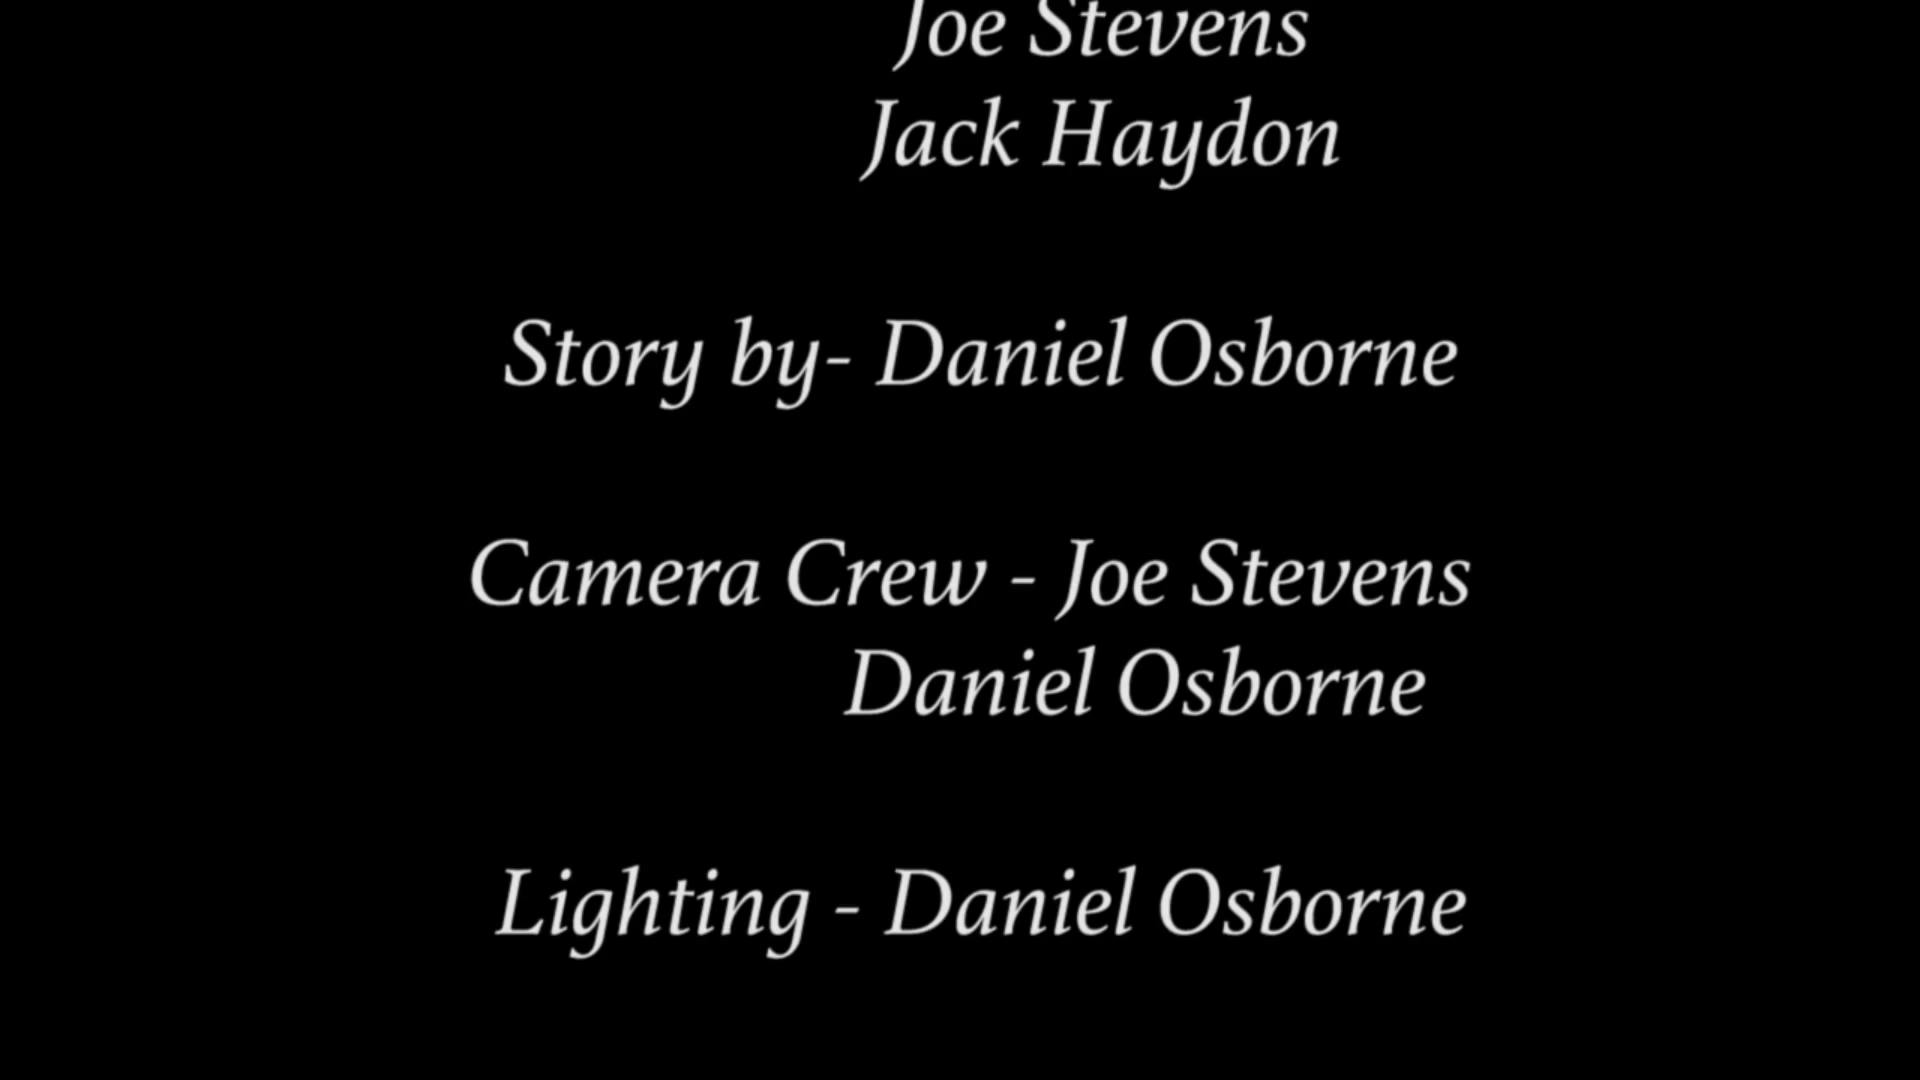 Joe Stevens
Jack Haydon
Story by- Daniel Osborne
Camera Crew - Joe Stevens
Daniel Osborne
Lighting - Daniel Osborne